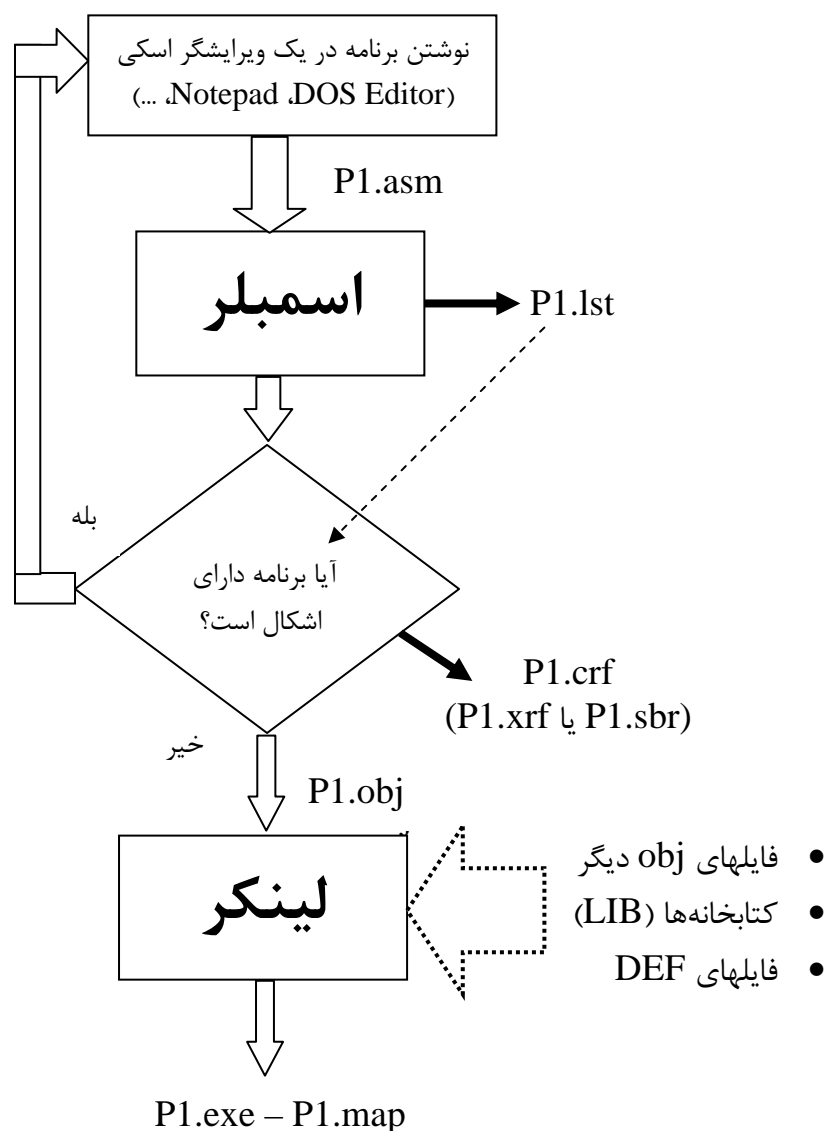 نوشتن برنامه در یک ویرایشگر اسکی
(DOS Editor، Notepad، ...)
P1.asm
اسمبلر
P1.lst
بله
آیا برنامه دارای
اشکال است؟
P1.crf
(P1.xrf یا P1.sbr)
خیر
P1.obj
لینکر
• فایلهای obj دیگر
• کتابخانه‌ها (LIB)
• فایلهای DEF
P1.exe – P1.map